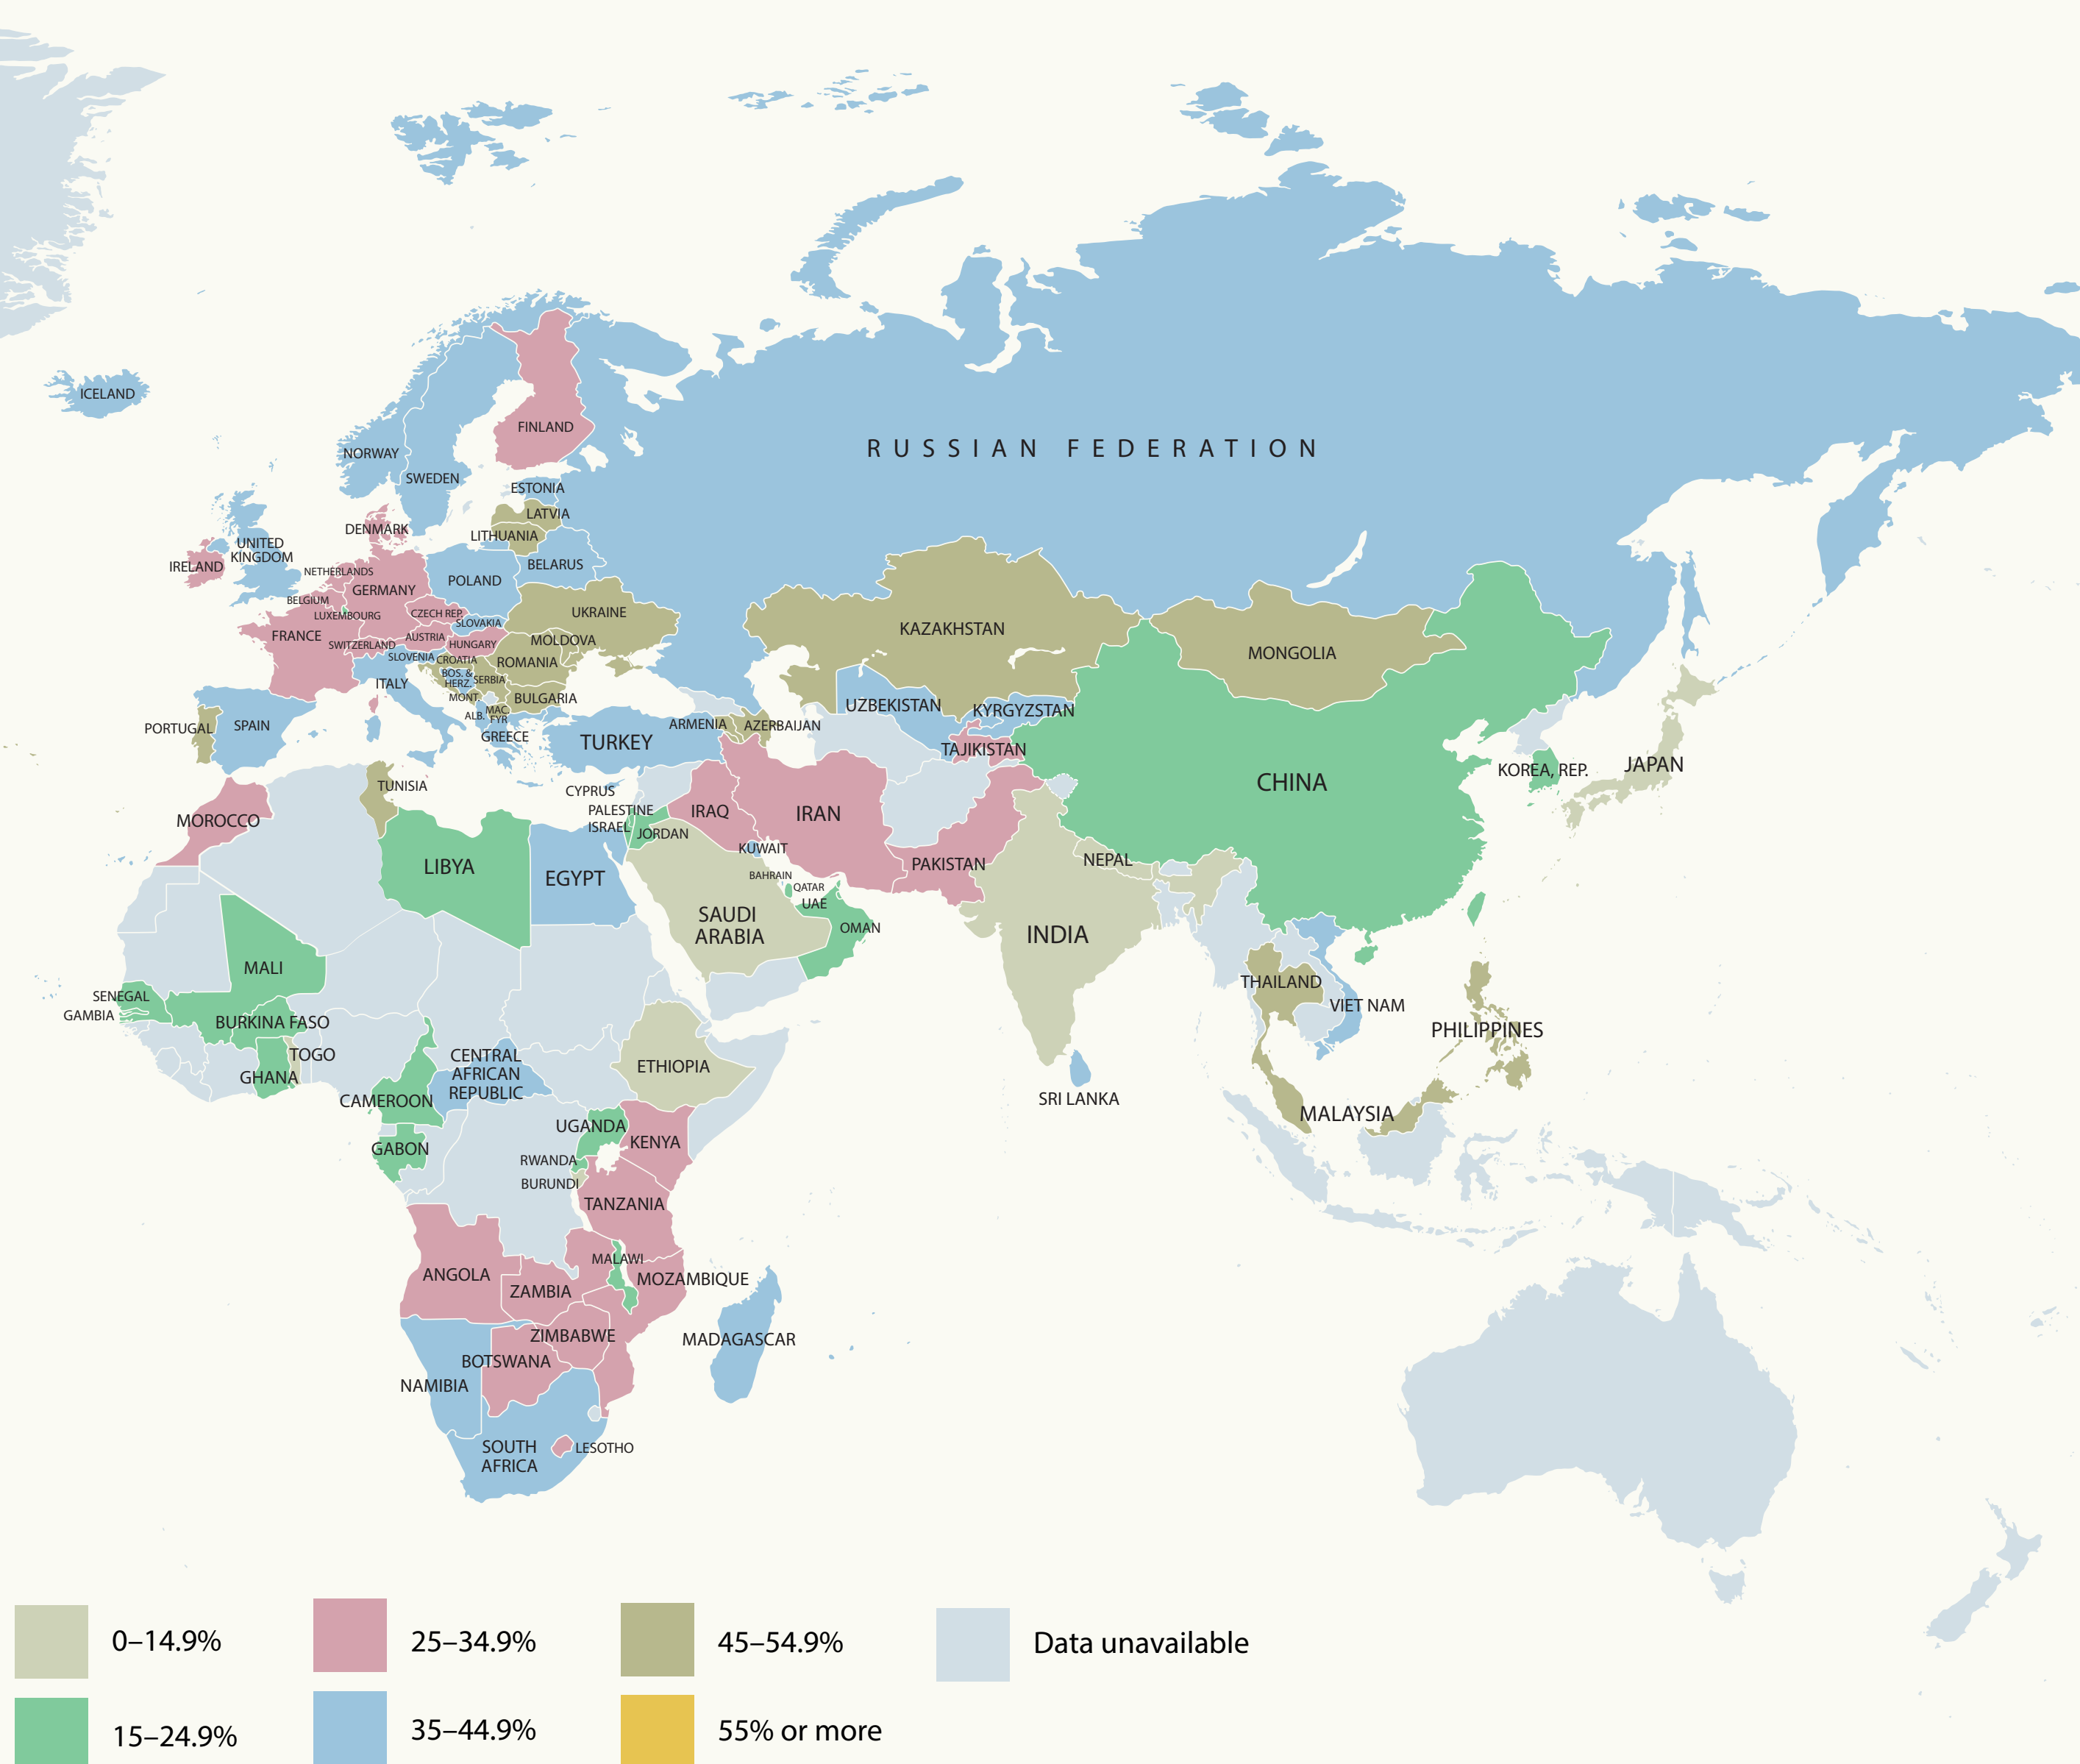 ICELAND
NORWAY
SWEDEN
FINLAND
RUSSIAN FEDERATION
ESTONIA
LATVIA
LITHUANIA
DENMARK
UNITED
KINGDOM
IRELAND
NETHERLANDS
BELARUS
POLAND
GERMANY
BELGIUM
LUXEMBOURG
CZECH REP.
SLOVAKIA
UKRAINE
FRANCE
SWITZERLAND
AUSTRIA
HUNGARY
MOLDOVA
SLOVENIA
CROATIA
ROMANIA
BOS. &
HERZ.
SERBIA
ITALY
MONT.
BULGARIA
ALB.
MAC.
FYR
GREECE
PORTUGAL
SPAIN
TURKEY
ARMENIA
AZERBAIJAN
KAZAKHSTAN
MONGOLIA
UZBEKISTAN
KYRGYZSTAN
TAJIKISTAN
CHINA
KOREA, REP.
JAPAN
TUNISIA
CYPRUS
PALESTINE
ISRAEL
JORDAN
IRAQ
IRAN
MOROCCO
LIBYA
EGYPT
KUWAIT
BAHRAIN
QATAR
UAE
OMAN
SAUDI
ARABIA
PAKISTAN
NEPAL
INDIA
MALI
SENEGAL
GAMBIA
BURKINA FASO
TOGO
GHANA
CENTRAL
AFRICAN
REPUBLIC
ETHIOPIA
CAMEROON
GABON
UGANDA
KENYA
RWANDA
BURUNDI
TANZANIA
THAILAND
VIET NAM
PHILIPPINES
SRI LANKA
MALAYSIA
MALAWI
ANGOLA
ZAMBIA
MOZAMBIQUE
ZIMBABWE
MADAGASCAR
BOTSWANA
NAMIBIA
SOUTH
AFRICA
LESOTHO
0–14.9%
25–34.9%
45–54.9%
Data unavailable
15–24.9%
35–44.9%
55% or more